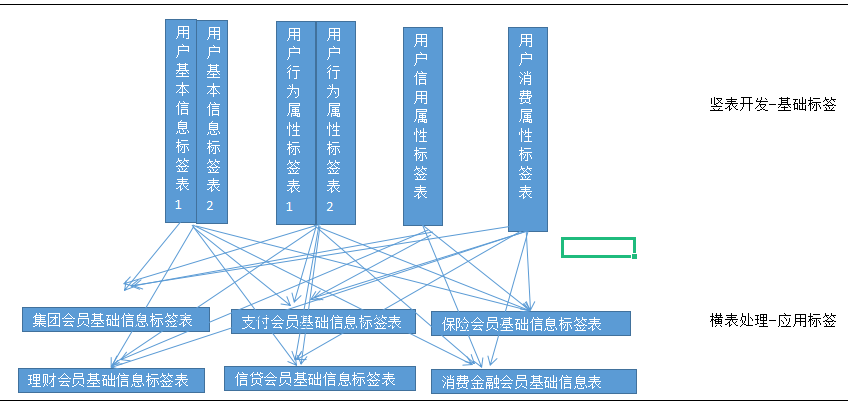 用户基本信息标签表1
用户基本信息标签表2
用户行为属性标签表1
用户行为属性标签表2
用户信用属性标签表
用户消费属性标签表
竖表开发-基础标签
集团会员基础信息标签表
支付会员基础信息标签表
保险会员基础信息标签表
横表处理-应用标签
理财会员基础信息标签表
信贷会员基础信息标签表
消费金融会员基础信息表